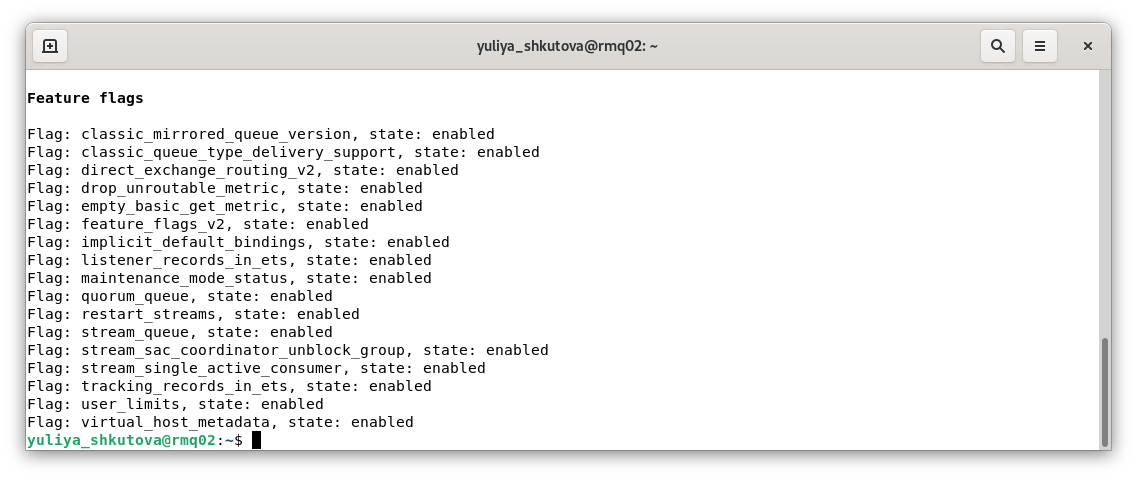 yuliya_shkutova@rmq02: ~
Feature flags
Flag: classic_mirrored_queue_version, state: enabled
Flag: classic_queue_type_delivery_support, state: enabled
Flag: direct_exchange_routing_v2, state: enabled
Flag: drop_unroutable_metric, state: enabled
Flag: empty_basic_get_metric, state: enabled
Flag: feature_flags_v2, state: enabled
Flag: implicit_default_bindings, state: enabled
Flag: listener_records_in_ets, state: enabled
Flag: maintenance_mode_status, state: enabled
Flag: quorum_queue, state: enabled
Flag: restart_streams, state: enabled
Flag: stream_queue, state: enabled
Flag: stream_sac_coordinator_unblock_group, state: enabled
Flag: stream_single_active_consumer, state: enabled
Flag: tracking_records_in_ets, state: enabled
Flag: user_limits, state: enabled
Flag: virtual_host_metadata, state: enabled
yuliya_shkutova@rmq02:~$